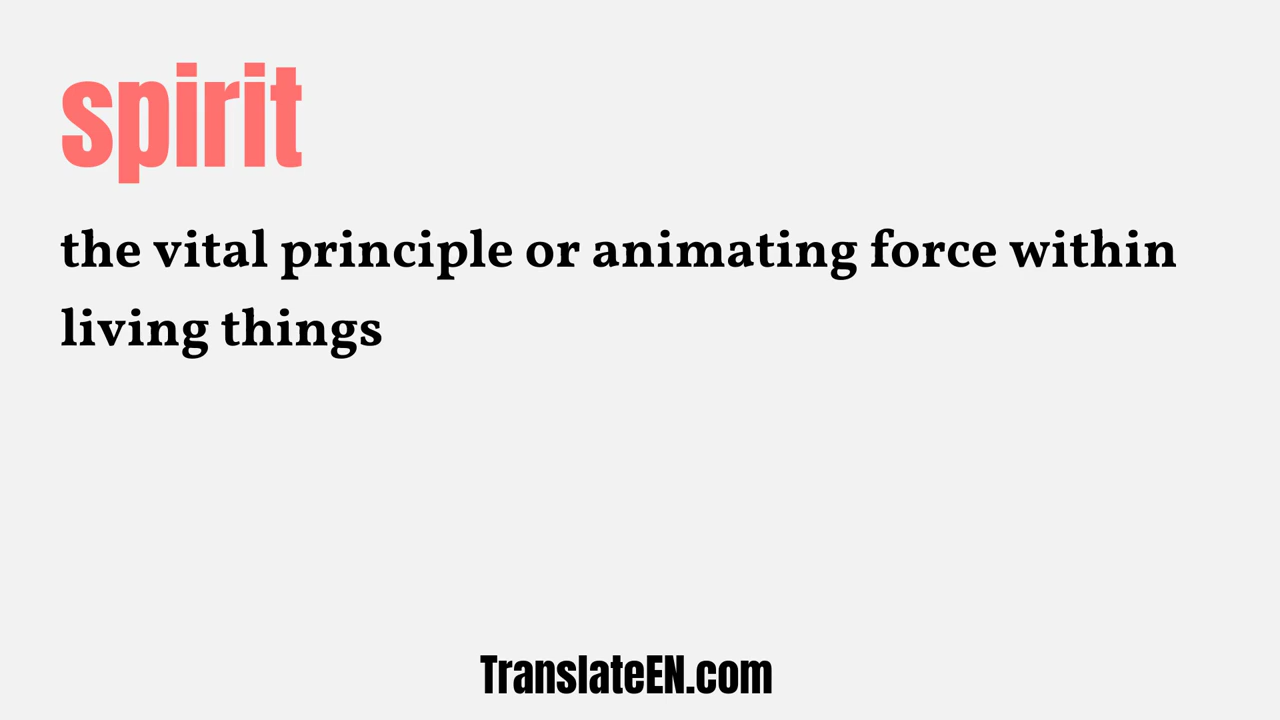 spirit
the vital principle or animating force within
living things
TranslateEN.com